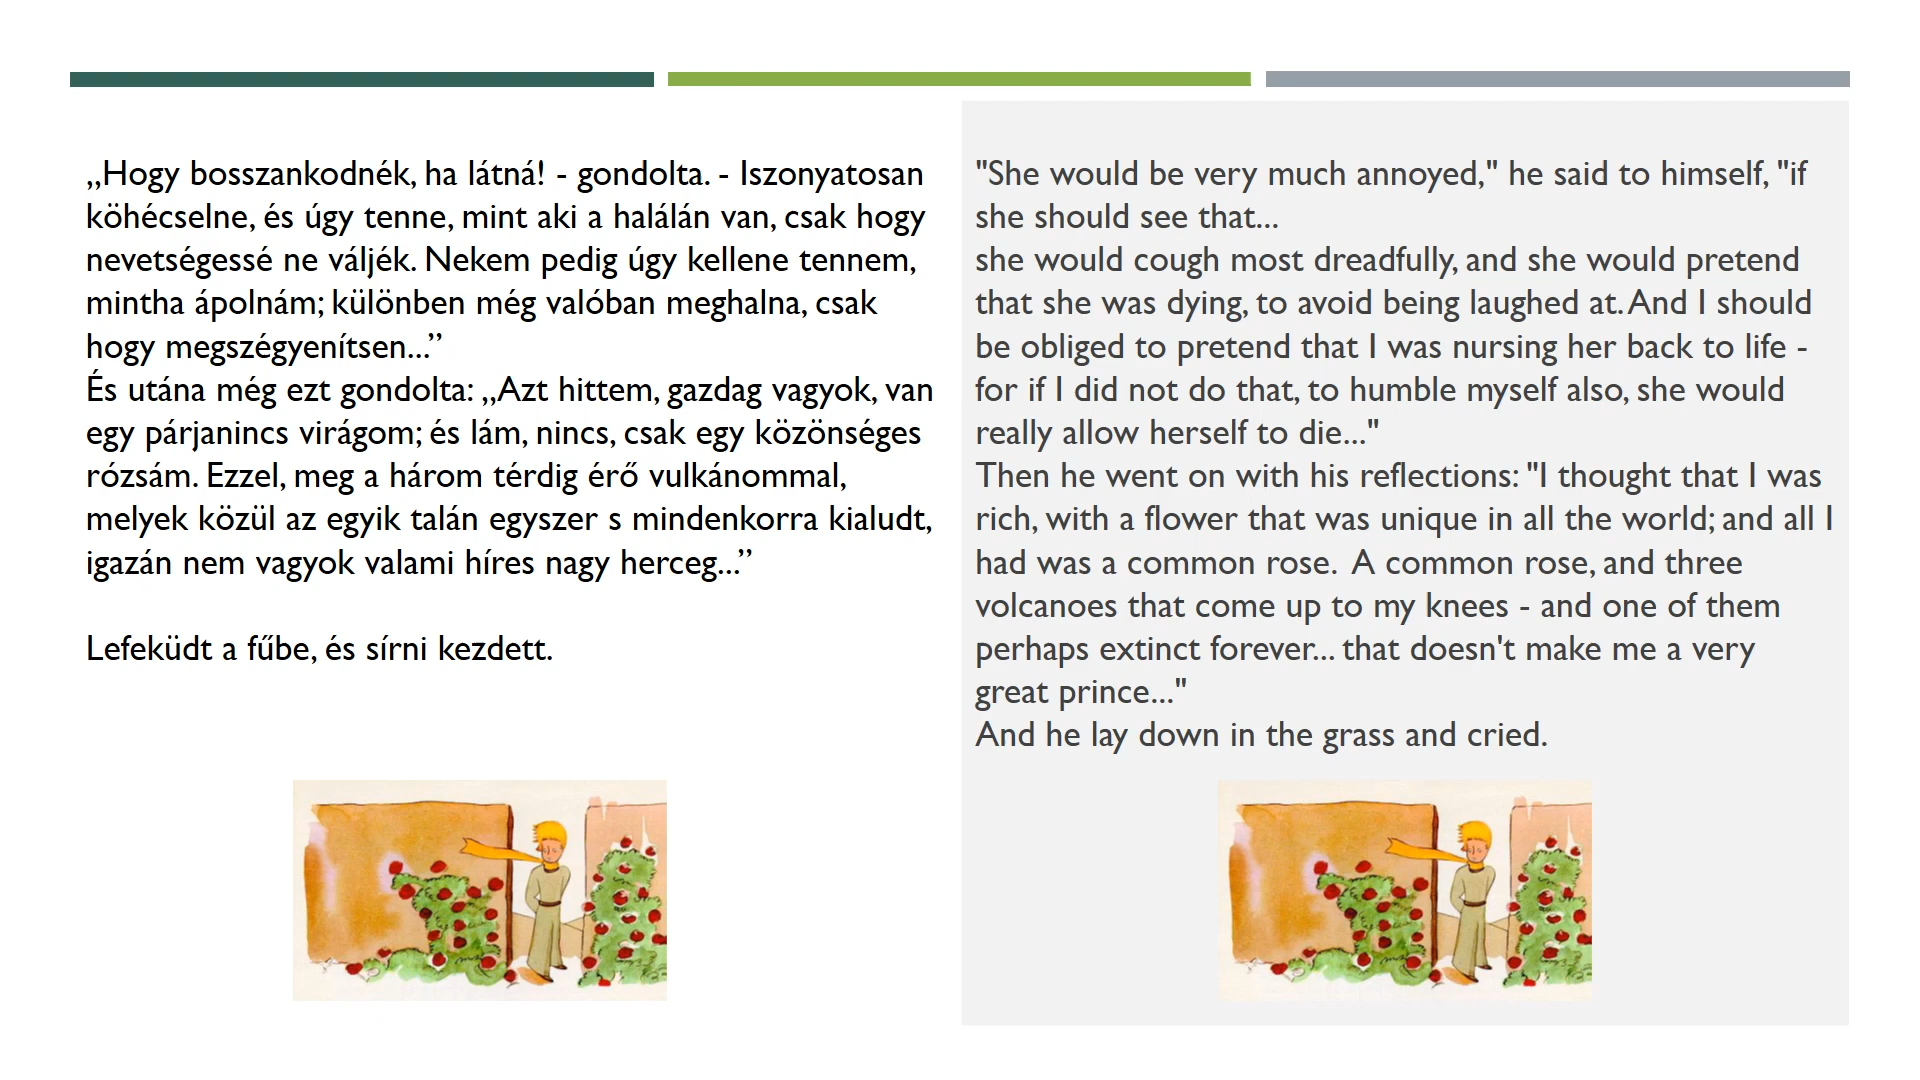 „Hogy bosszankodnék, ha látná! - gondolta. - Iszonyatosan
köhécselne, és úgy tenne, mint aki a halálán van, csak hogy
nevetségessé ne váljék. Nekem pedig úgy kellene tennem,
mintha ápolnám; különben még valóban meghalna, csak
hogy megszégyenítsen...”
És utána még ezt gondolta: „Azt hittem, gazdag vagyok, van
egy párjanincs virágom; és lám, nincs, csak egy közönséges
rózsám. Ezzel, meg a három térdig érő vulkánommal,
melyek közül az egyik talán egyszer s mindenkorra kialudt,
igazán nem vagyok valami híres nagy herceg...”
Lefeküdt a fűbe, és sírni kezdett.
"She would be very much annoyed," he said to himself, "if
she should see that...
she would cough most dreadfully, and she would pretend
that she was dying, to avoid being laughed at. And I should
be obliged to pretend that I was nursing her back to life -
for if I did not do that, to humble myself also, she would
really allow herself to die..."
Then he went on with his reflections: "I thought that I was
rich, with a flower that was unique in all the world; and all I
had was a common rose.  A common rose, and three
volcanoes that come up to my knees - and one of them
perhaps extinct forever... that doesn't make me a very
great prince..."
And he lay down in the grass and cried.